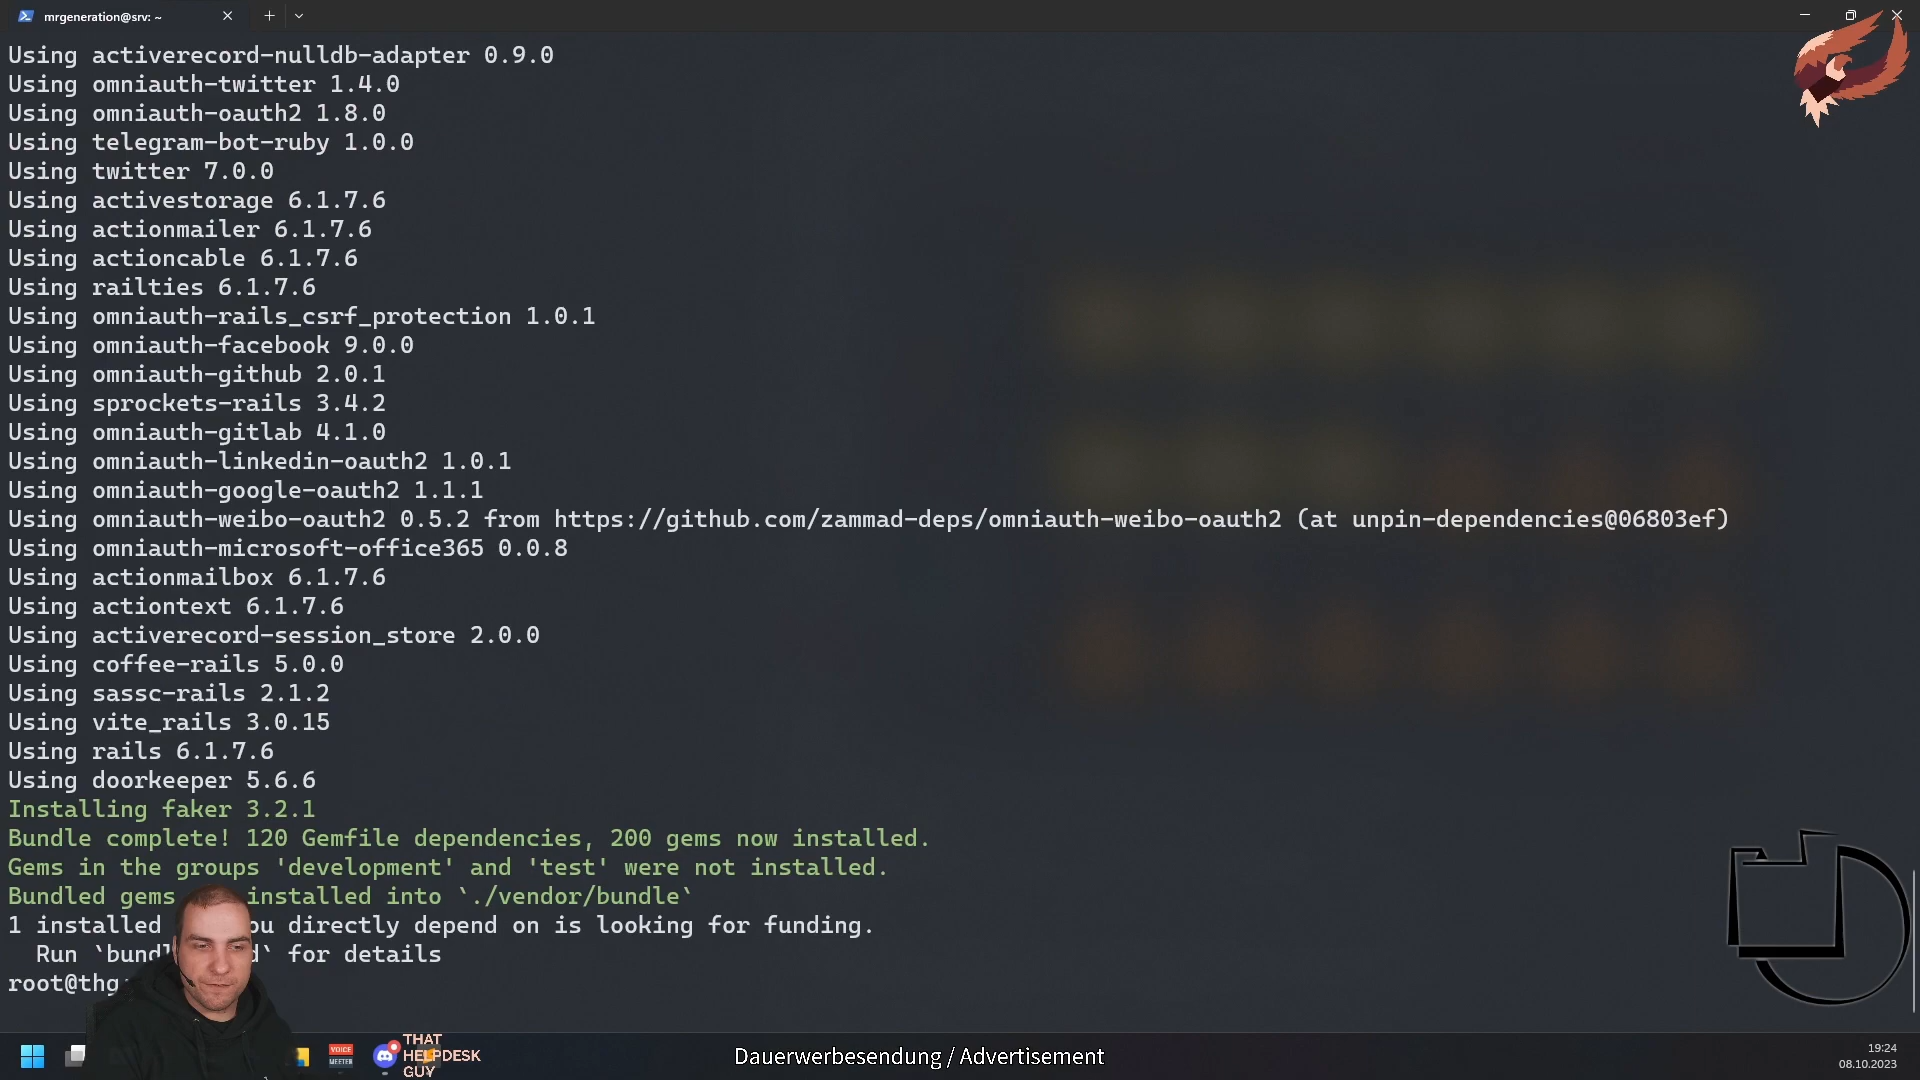 mrgeneration@srv: ~
Using activerecord-nulldb-adapter 0.9.0
Using omniauth-twitter 1.4.0
Using omniauth-oauth2 1.8.0
Using telegram-bot-ruby 1.0.0
Using twitter 7.0.0
Using activestorage 6.1.7.6
Using actionmailer 6.1.7.6
Using actioncable 6.1.7.6
Using railties 6.1.7.6
Using omniauth-rails_csrf_protection 1.0.1
Using omniauth-facebook 9.0.0
Using omniauth-github 2.0.1
Using sprockets-rails 3.4.2
Using omniauth-gitlab 4.1.0
Using omniauth-linkedin-oauth2 1.0.1
Using omniauth-google-oauth2 1.1.1
Using omniauth-weibo-oauth2 0.5.2 from https://github.com/zammad-deps/omniauth-weibo-oauth2 (at unpin-dependencies@06803ef)
Using omniauth-microsoft-office365 0.0.8
Using actionmailbox 6.1.7.6
Using actiontext 6.1.7.6
Using activerecord-session_store 2.0.0
Using coffee-rails 5.0.0
Using sassc-rails 2.1.2
Using vite_rails 3.0.15
Using rails 6.1.7.6
Using doorkeeper 5.6.6
Installing faker 3.2.1
Bundle complete! 120 Gemfile dependencies, 200 gems now installed.
Gems in the groups 'development' and 'test' were not installed.
Bundled gems installed into `./vendor/bundle`
1 installed directly depend on is looking for funding.
Run ` for details
root@thg
VOICE
MEETER
THAT
HELPDESK
GUY
Dauerwerbesendung / Advertisement
19:24
08.10.2023